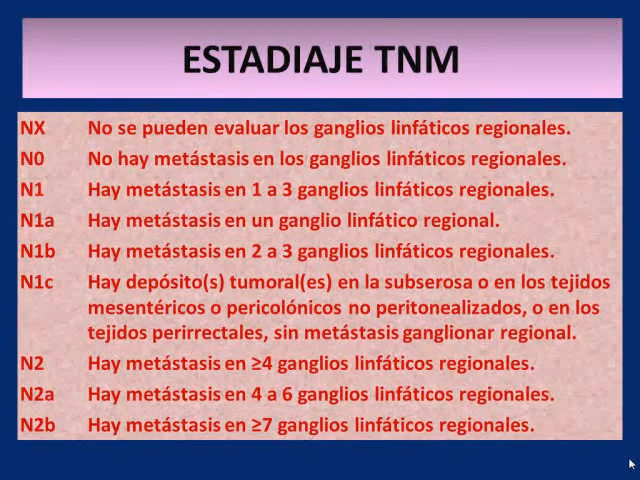 ESTADIAJE TNM
NX No se pueden evaluar los ganglios linfáticos regionales.
N0 No hay metástasis en los ganglios linfáticos regionales.
N1 Hay metástasis en 1 a 3 ganglios linfáticos regionales.
N1a Hay metástasis en un ganglio linfático regional.
N1b Hay metástasis en 2 a 3 ganglios linfáticos regionales.
N1c Hay depósito(s) tumoral(es) en la subserosa o en los tejidos
mesentéricos o pericolónicos no peritonealizados, o en los
tejidos perirrectales, sin metástasis ganglionar regional.
N2 Hay metástasis en ≥4 ganglios linfáticos regionales.
N2a Hay metástasis en 4 a 6 ganglios linfáticos regionales.
N2b Hay metástasis en ≥7 ganglios linfáticos regionales.